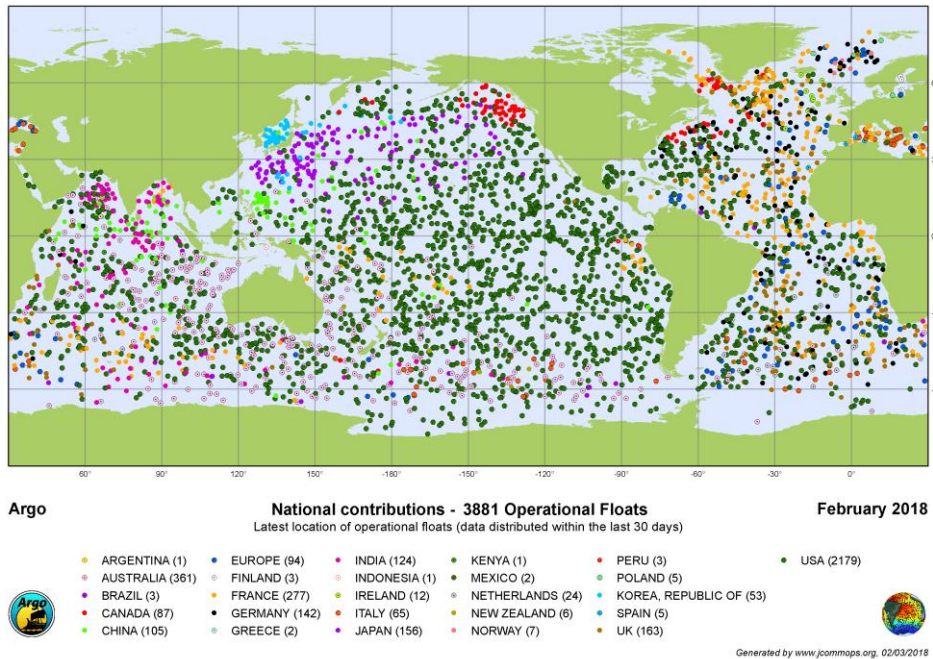 60° 90° 120° 150° -180° -150° -120° -90° -60° -30° 0°
Argo National contributions - 3881 Operational Floats February 2018
Latest location of operational floats (data distributed within the last 30 days)
ARGENTINA (1) EUROPE (94) INDIA (124) KENYA (1) PERU (3) USA (2179)
AUSTRALIA (361) FINLAND (3) INDONESIA (1) MEXICO (2) POLAND (5)
BRAZIL (3) FRANCE (277) IRELAND (12) NETHERLANDS (24) KOREA, REPUBLIC OF (53)
CANADA (87) GERMANY (142) ITALY (65) NEW ZEALAND (6) SPAIN (5)
CHINA (105) GREECE (2) JAPAN (156) NORWAY (7) UK (163)
Argo
Generated by www.jcommops.org, 02/03/2018